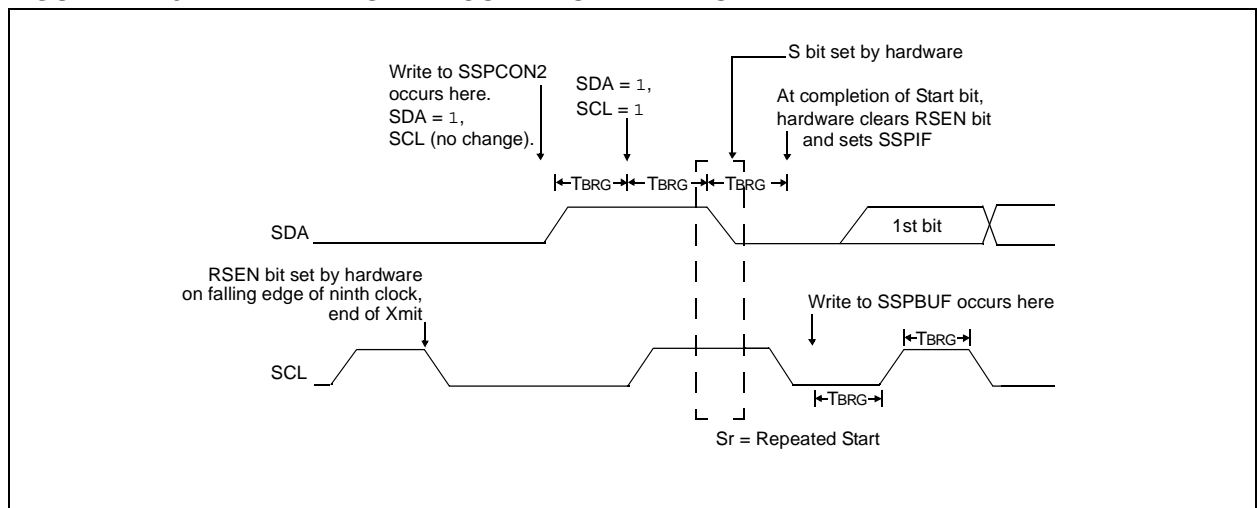 S bit set by hardware
Write to SSPCON2
occurs here.
SDA = 1,
SCL (no change).
SDA = 1,
SCL = 1
At completion of Start bit,
hardware clears RSEN bit
and sets SSPIF
TBRG
TBRG
TBRG
SDA
1st bit
RSEN bit set by hardware
on falling edge of ninth clock,
end of Xmit
Write to SSPBUF occurs here
TBRG
SCL
TBRG
Sr = Repeated Start